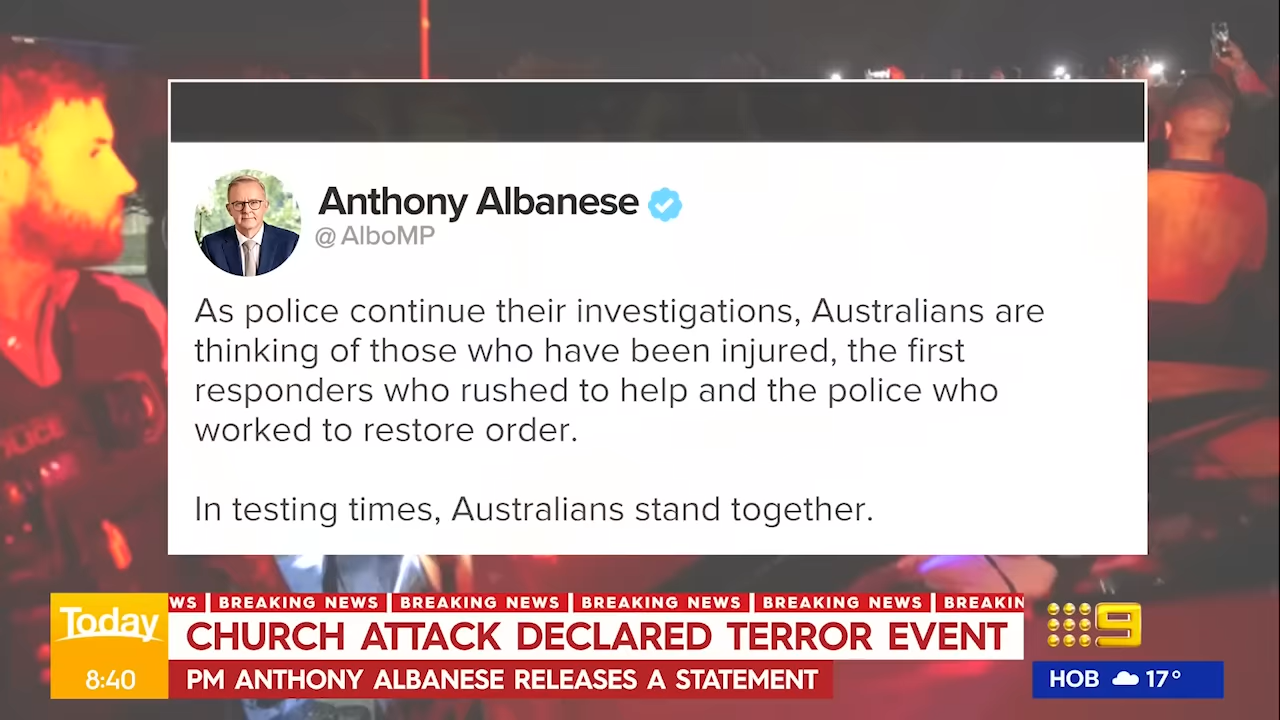 Anthony Albanese
@AlboMP
As police continue their investigations, Australians are
thinking of those who have been injured, the first
responders who rushed to help and the police who
worked to restore order.
In testing times, Australians stand together.
POLICE
WS | BREAKING NEWS | BREAKING NEWS | BREAKING NEWS | BREAKING NEWS | BREAKIN
Today
CHURCH ATTACK DECLARED TERROR EVENT
9
8:40
PM ANTHONY ALBANESE RELEASES A STATEMENT
HOB 17°